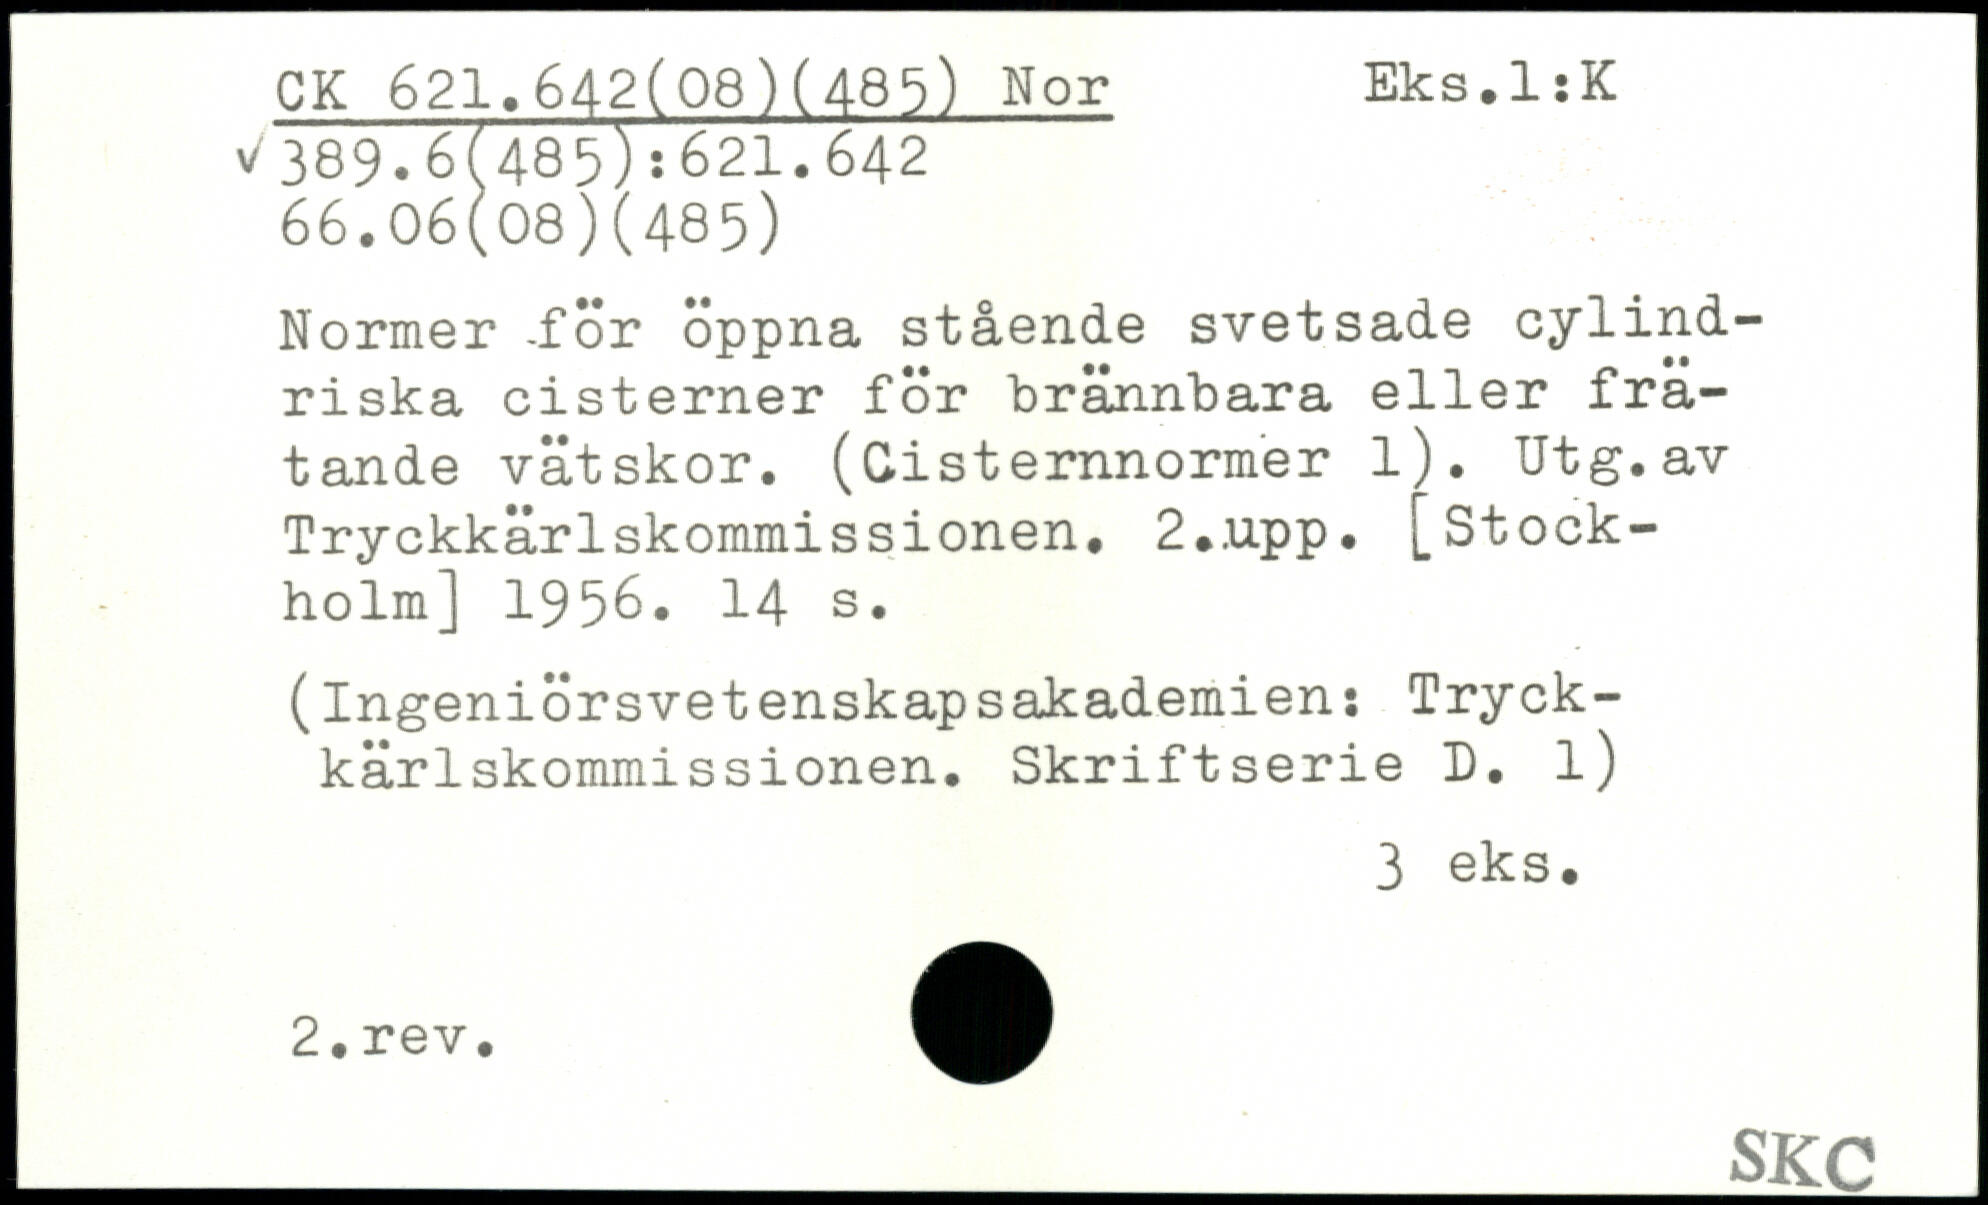 CK 621.642(08)(485) Nor Eks.1:K
√ 389.6(485):621.642
66.06(08)(485)
Normer för öppna stående svetsade cylind-
riska cisterner för brännbara eller frä-
tande vätskor. (Cisternnormer 1). Utg.av
Tryckkärlskommissionen. 2.upp. [Stock-
holm] 1956. 14 s.
(Ingeniörsvetenskapsakademien: Tryck-
kärlskommissionen. Skriftserie D. 1)
3 eks.
2.rev.
SKC